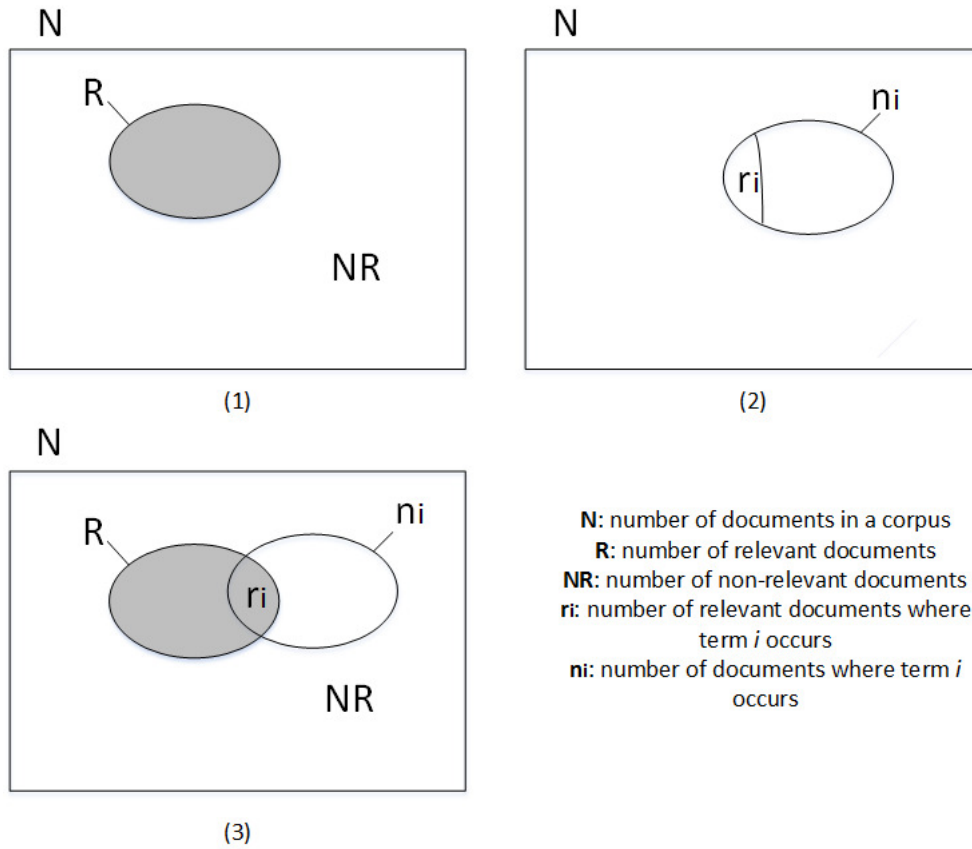 N
R
NR
(1)
N
ni
ri
(2)
N
R
ni
ri
NR
(3)
N: number of documents in a corpus
R: number of relevant documents
NR: number of non-relevant documents
ri: number of relevant documents where
term i occurs
ni: number of documents where term i
occurs